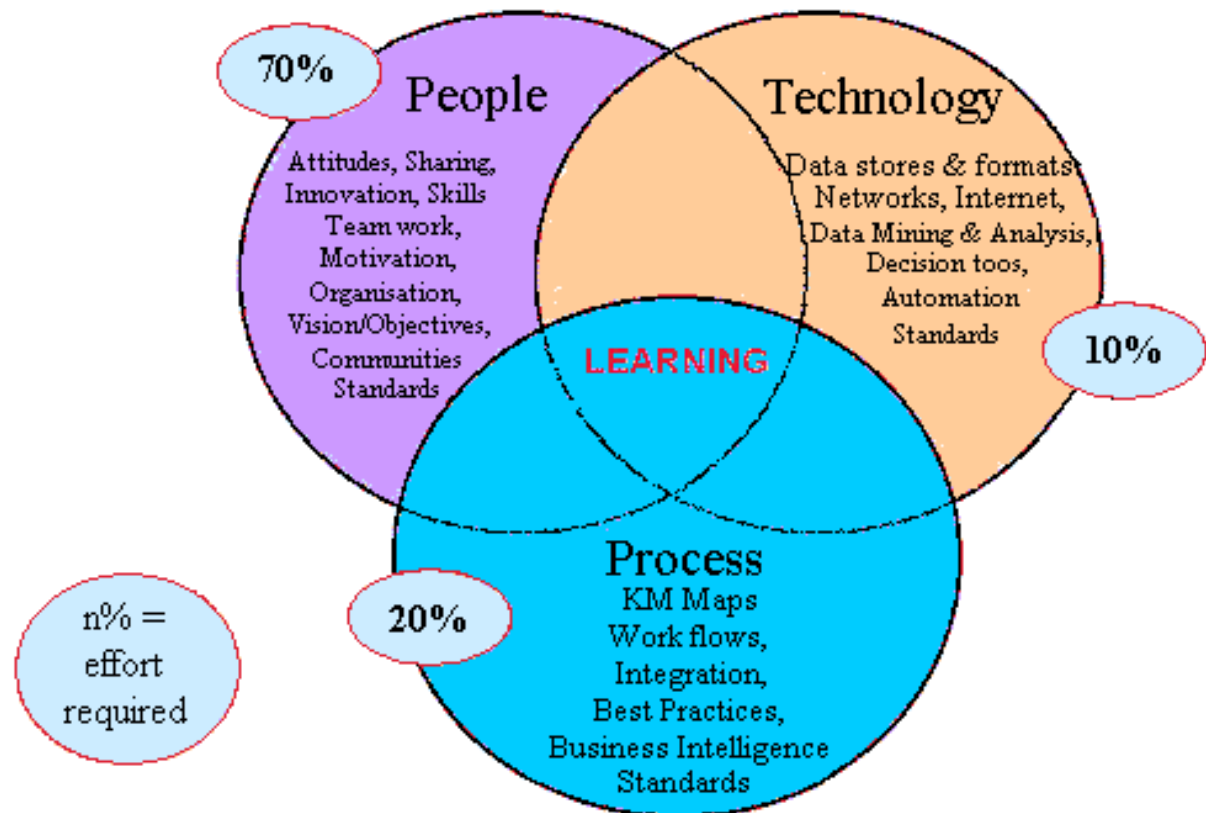 70%
People
Attitudes, Sharing,
Innovation, Skills
Team work,
Motivation,
Organisation,
Vision/Objectives,
Communities
Standards
Technology
Data stores & formats
Networks, Internet,
Data Mining & Analysis,
Decision toos,
Automation
Standards
10%
LEARNING
Process
KM Maps
Work flows,
Integration,
Best Practices,
Business Intelligence
Standards
20%
n% =
effort
required